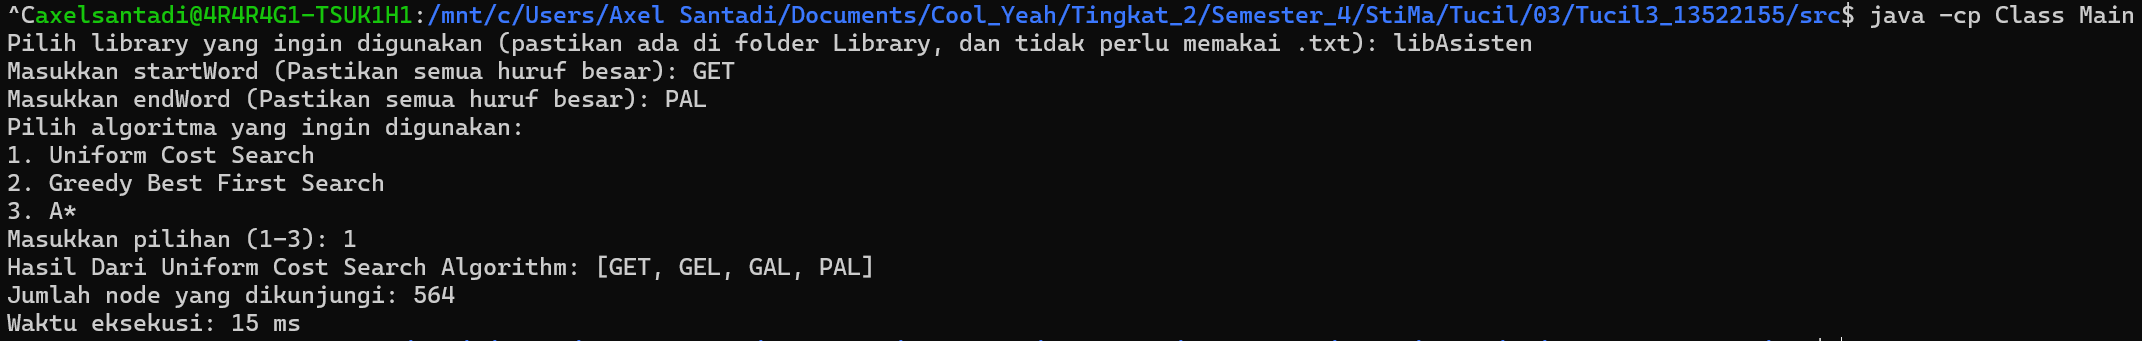 ^Caxelsantadi@4R4R4G1-TSUK1H1:/mnt/c/Users/Axel Santadi/Documents/Cool_Yeah/Tingkat_2/Semester_4/StiMa/Tucil/03/Tucil3_13522155/src$ java -cp Class Main
Pilih library yang ingin digunakan (pastikan ada di folder Library, dan tidak perlu memakai .txt): libAsisten
Masukkan startWord (Pastikan semua huruf besar): GET
Masukkan endWord (Pastikan semua huruf besar): PAL
Pilih algoritma yang ingin digunakan:
1. Uniform Cost Search
2. Greedy Best First Search
3. A*
Masukkan pilihan (1-3): 1
Hasil Dari Uniform Cost Search Algorithm: [GET, GEL, GAL, PAL]
Jumlah node yang dikunjungi: 564
Waktu eksekusi: 15 ms